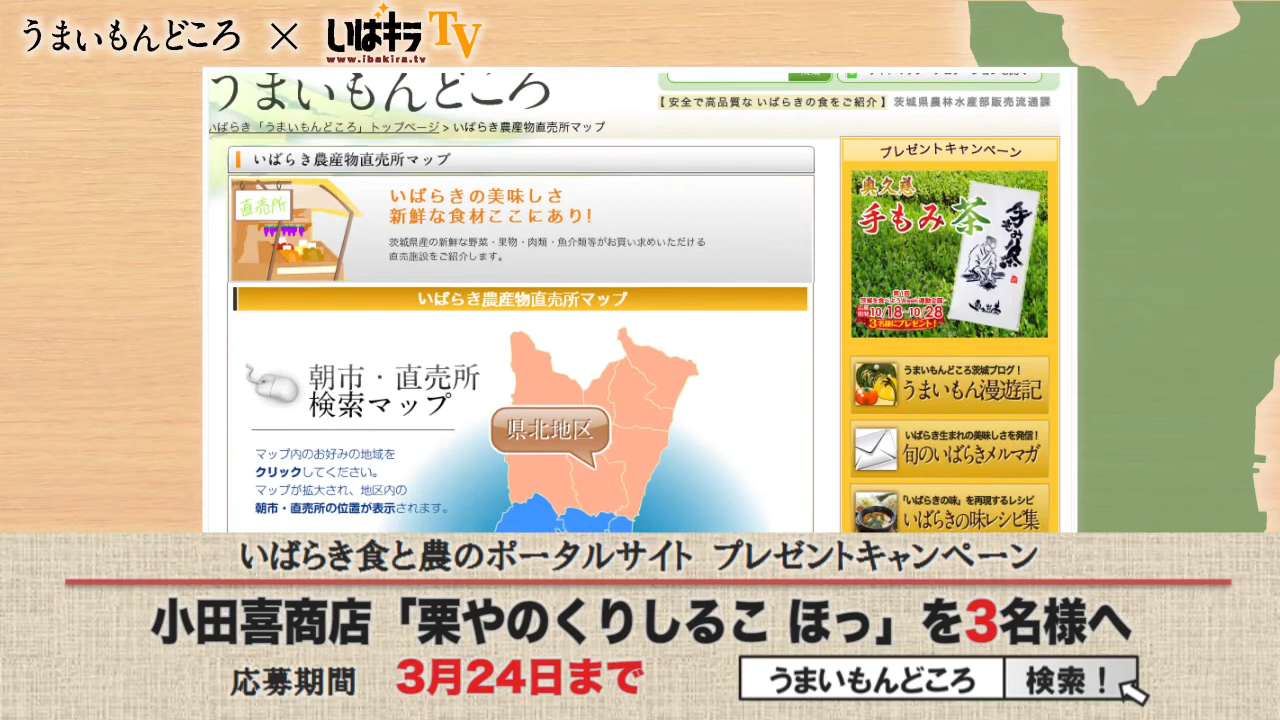 うまいもんどころ × いばキラTV
www.ibakira.tv
うまいもんどころ
【安全で高品質な いばらきの食をご紹介】 茨城県農林水産部販売流通課
いばらき「うまいもんどころ」トップページ > いばらき農産物直売所マップ
いばらき農産物直売所マップ
直売所
いばらきの美味しさ
新鮮な食材ここにあり!
茨城県産の新鮮な野菜・果物・肉類・魚介類等がお買い求めいただける
直売施設をご紹介します。
いばらき農産物直売所マップ
朝市・直売所
検索マップ
マップ内のお好みの地域を
クリックしてください。
マップが拡大され、地区内の
朝市・直売所の位置が表示されます。
県北地区
プレゼントキャンペーン
奥久慈
手もみ茶
手もみ茶
10/18~10/28
3名様にプレゼント!
うまいもんどころ茨城ブログ!
うまいもん漫遊記
いばらき生まれの美味しさを発信!
旬のいばらきメルマガ
「いばらきの味」を再現するレシピ
いばらきの味レシピ集
いばらき食と農のポータルサイト プレゼントキャンペーン
小田喜商店「栗やのくりしるこ ほっ」を3名様へ
応募期間 3月24日まで
うまいもんどころ 検索!